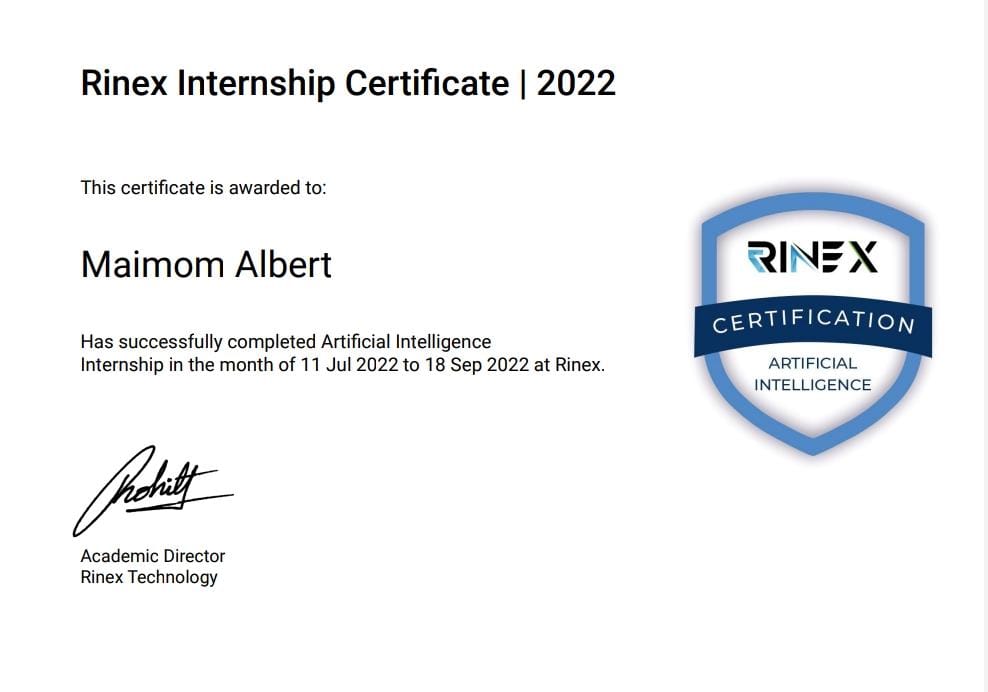 Rinex Internship Certificate | 2022
This certificate is awarded to:
Maimom Albert
Has successfully completed Artificial Intelligence
Internship in the month of 11 Jul 2022 to 18 Sep 2022 at Rinex.
RINEX
CERTIFICATION
ARTIFICIAL
INTELLIGENCE
Academic Director
Rinex Technology